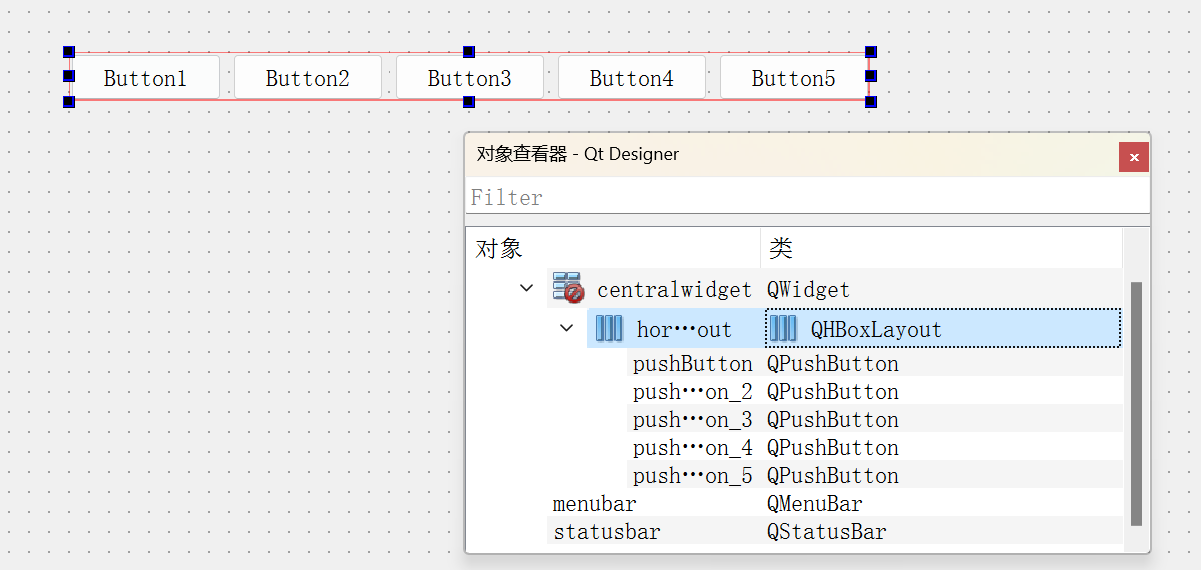 Button1 Button2 Button3 Button4 Button5
对象查看器 - Qt Designer
Filter
对象 类
centralwidget QWidget
hor···out QHBoxLayout
pushButton QPushButton
push···on_2 QPushButton
push···on_3 QPushButton
push···on_4 QPushButton
push···on_5 QPushButton
menubar QMenuBar
statusbar QStatusBar